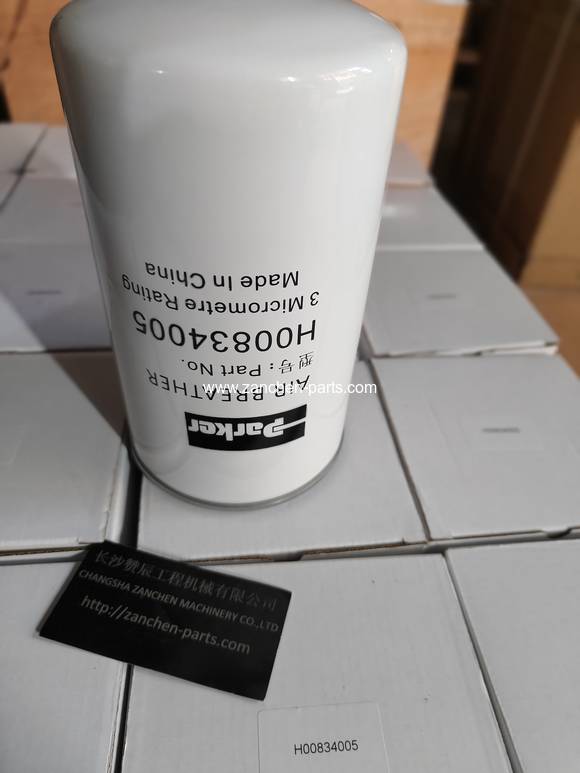 Parker
AIR BREATHER
型号：Part No.
H00834005
3 Micrometre Rating
Made In China
www.zanchen-parts.com
长沙赞辰工程机械有限公司
CHANGSHA ZANCHEN MACHINERY CO.,LTD
http://zanchen-parts.com
H00834005